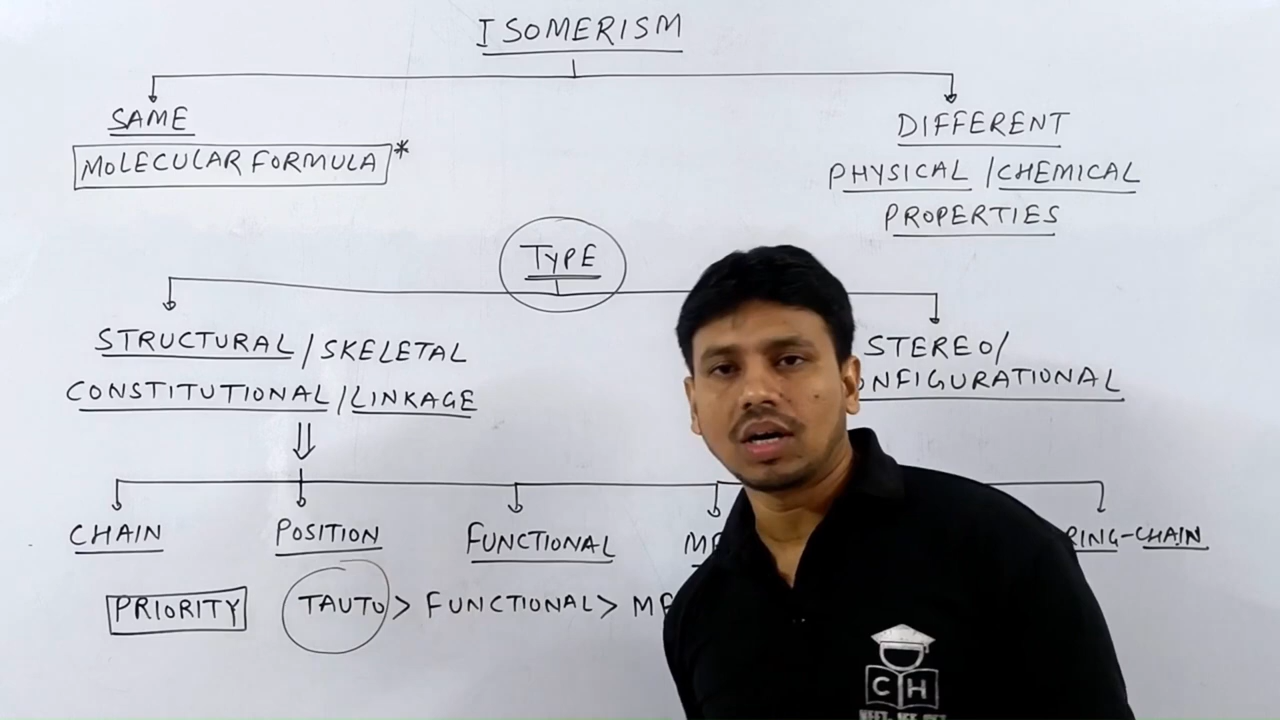 ISOMERISM
SAME
MOLECULAR FORMULA *
DIFFERENT
PHYSICAL / CHEMICAL
PROPERTIES
TYPE
STRUCTURAL / SKELETAL
CONSTITUTIONAL / LINKAGE
STEREO/
ONFIGURATIONAL
CHAIN POSITION FUNCTIONAL RING-CHAIN
PRIORITY TAUTO > FUNCTIONAL >
CH